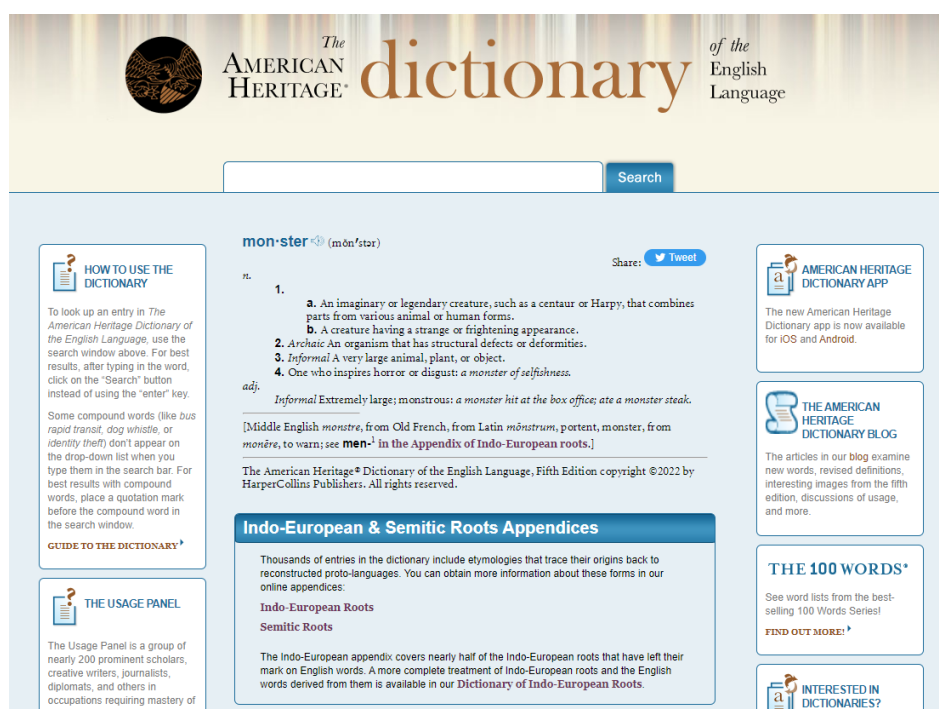 The
AMERICAN
HERITAGE®
dictionary
of the
English
Language
Search
HOW TO USE THE
DICTIONARY
To look up an entry in The
American Heritage Dictionary of
the English Language, use the
search window above. For best
results, after typing in the word,
click on the “Search” button
instead of using the “enter” key.
Some compound words (like bus
rapid transit, dog whistle, or
identity theft) don’t appear on
the drop-down list when you
type them in the search bar. For
best results with compound
words, place a quotation mark
before the compound word in
the search window.
GUIDE TO THE DICTIONARY
THE USAGE PANEL
The Usage Panel is a group of
nearly 200 prominent scholars,
creative writers, journalists,
diplomats, and others in
occupations requiring mastery of
mon·ster (mŏn′stər)
Share: Tweet
n.
1.
a. An imaginary or legendary creature, such as a centaur or Harpy, that combines
parts from various animal or human forms.
b. A creature having a strange or frightening appearance.
2. Archaic An organism that has structural defects or deformities.
3. Informal A very large animal, plant, or object.
4. One who inspires horror or disgust: a monster of selfishness.
adj.
Informal Extremely large; monstrous: a monster hit at the box office; ate a monster steak.
[Middle English monstre, from Old French, from Latin mōnstrum, portent, monster, from
monēre, to warn; see men-¹ in the Appendix of Indo-European roots.]
The American Heritage® Dictionary of the English Language, Fifth Edition copyright ©2022 by
HarperCollins Publishers. All rights reserved.
Indo-European & Semitic Roots Appendices
Thousands of entries in the dictionary include etymologies that trace their origins back to
reconstructed proto-languages. You can obtain more information about these forms in our
online appendices:
Indo-European Roots
Semitic Roots
The Indo-European appendix covers nearly half of the Indo-European roots that have left their
mark on English words. A more complete treatment of Indo-European roots and the English
words derived from them is available in our Dictionary of Indo-European Roots.
AMERICAN HERITAGE
DICTIONARY APP
The new American Heritage
Dictionary app is now available
for iOS and Android.
THE AMERICAN
HERITAGE
DICTIONARY BLOG
The articles in our blog examine
new words, revised definitions,
interesting images from the fifth
edition, discussions of usage,
and more.
THE 100 WORDS®
See word lists from the best-
selling 100 Words Series!
FIND OUT MORE!
INTERESTED IN
DICTIONARIES?